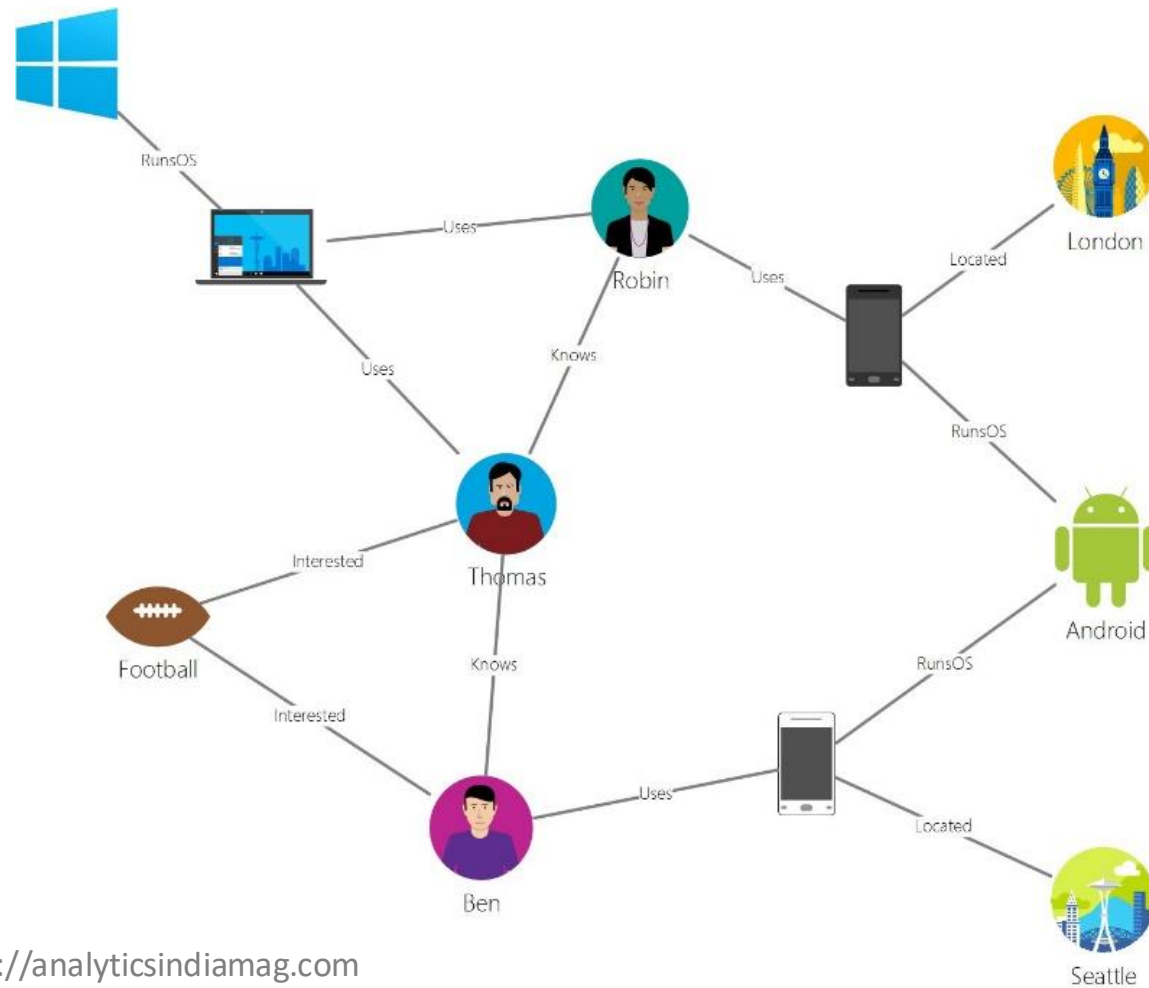 RunsOS
London
Uses
Robin
Located
Uses
Knows
Uses
RunsOS
Interested
Thomas
Android
Football
Knows
RunsOS
Interested
Uses
Located
Ben
://analyticsindiamag.com
Seattle